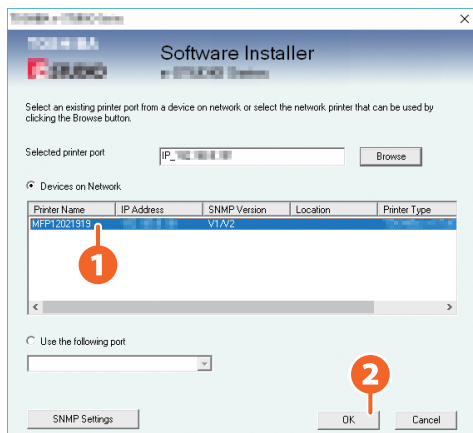 Software Installer
Select an existing printer port from a device on network or select the network printer that can be used by
clicking the Browse button.
Selected printer port
IP_
Browse
Devices on Network
Printer Name IP Address SNMP Version Location Printer Type
MFP12021919 V1/V2
1
Use the following port
2
SNMP Settings
OK Cancel